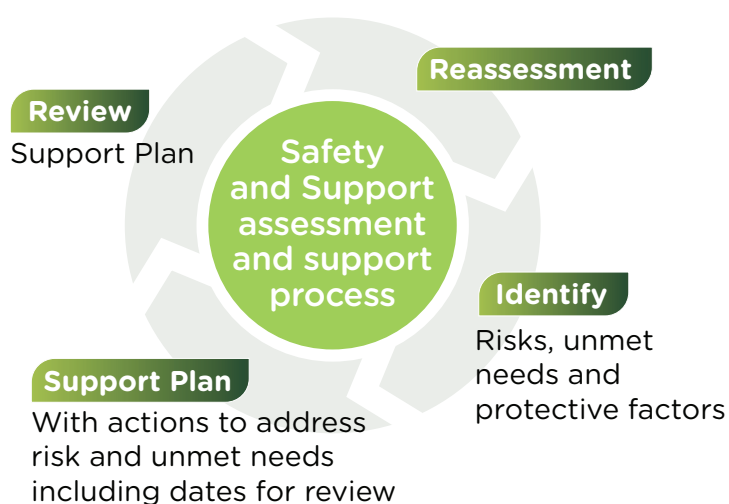 Reassessment
Review
Support Plan
Safety
and Support
assessment
and support
process
Identify
Risks, unmet
needs and
protective factors
Support Plan
With actions to address
risk and unmet needs
including dates for review